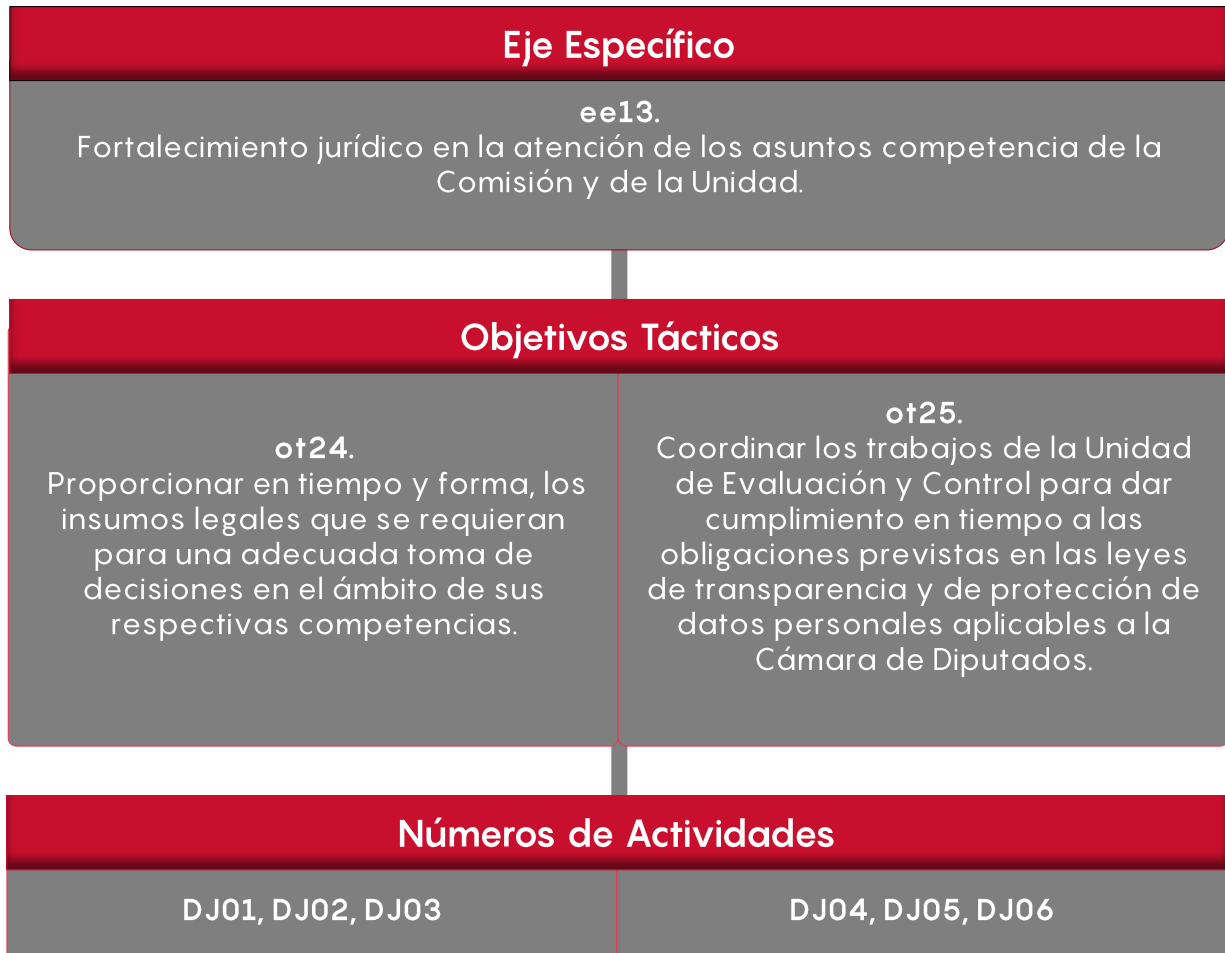 Eje Específico
ee13.
Fortalecimiento jurídico en la atención de los asuntos competencia de la
Comisión y de la Unidad.
Objetivos Tácticos
ot24.
Proporcionar en tiempo y forma, los
insumos legales que se requieran
para una adecuada toma de
decisiones en el ámbito de sus
respectivas competencias.
ot25.
Coordinar los trabajos de la Unidad
de Evaluación y Control para dar
cumplimiento en tiempo a las
obligaciones previstas en las leyes
de transparencia y de protección de
datos personales aplicables a la
Cámara de Diputados.
Números de Actividades
DJ01, DJ02, DJ03
DJ04, DJ05, DJ06